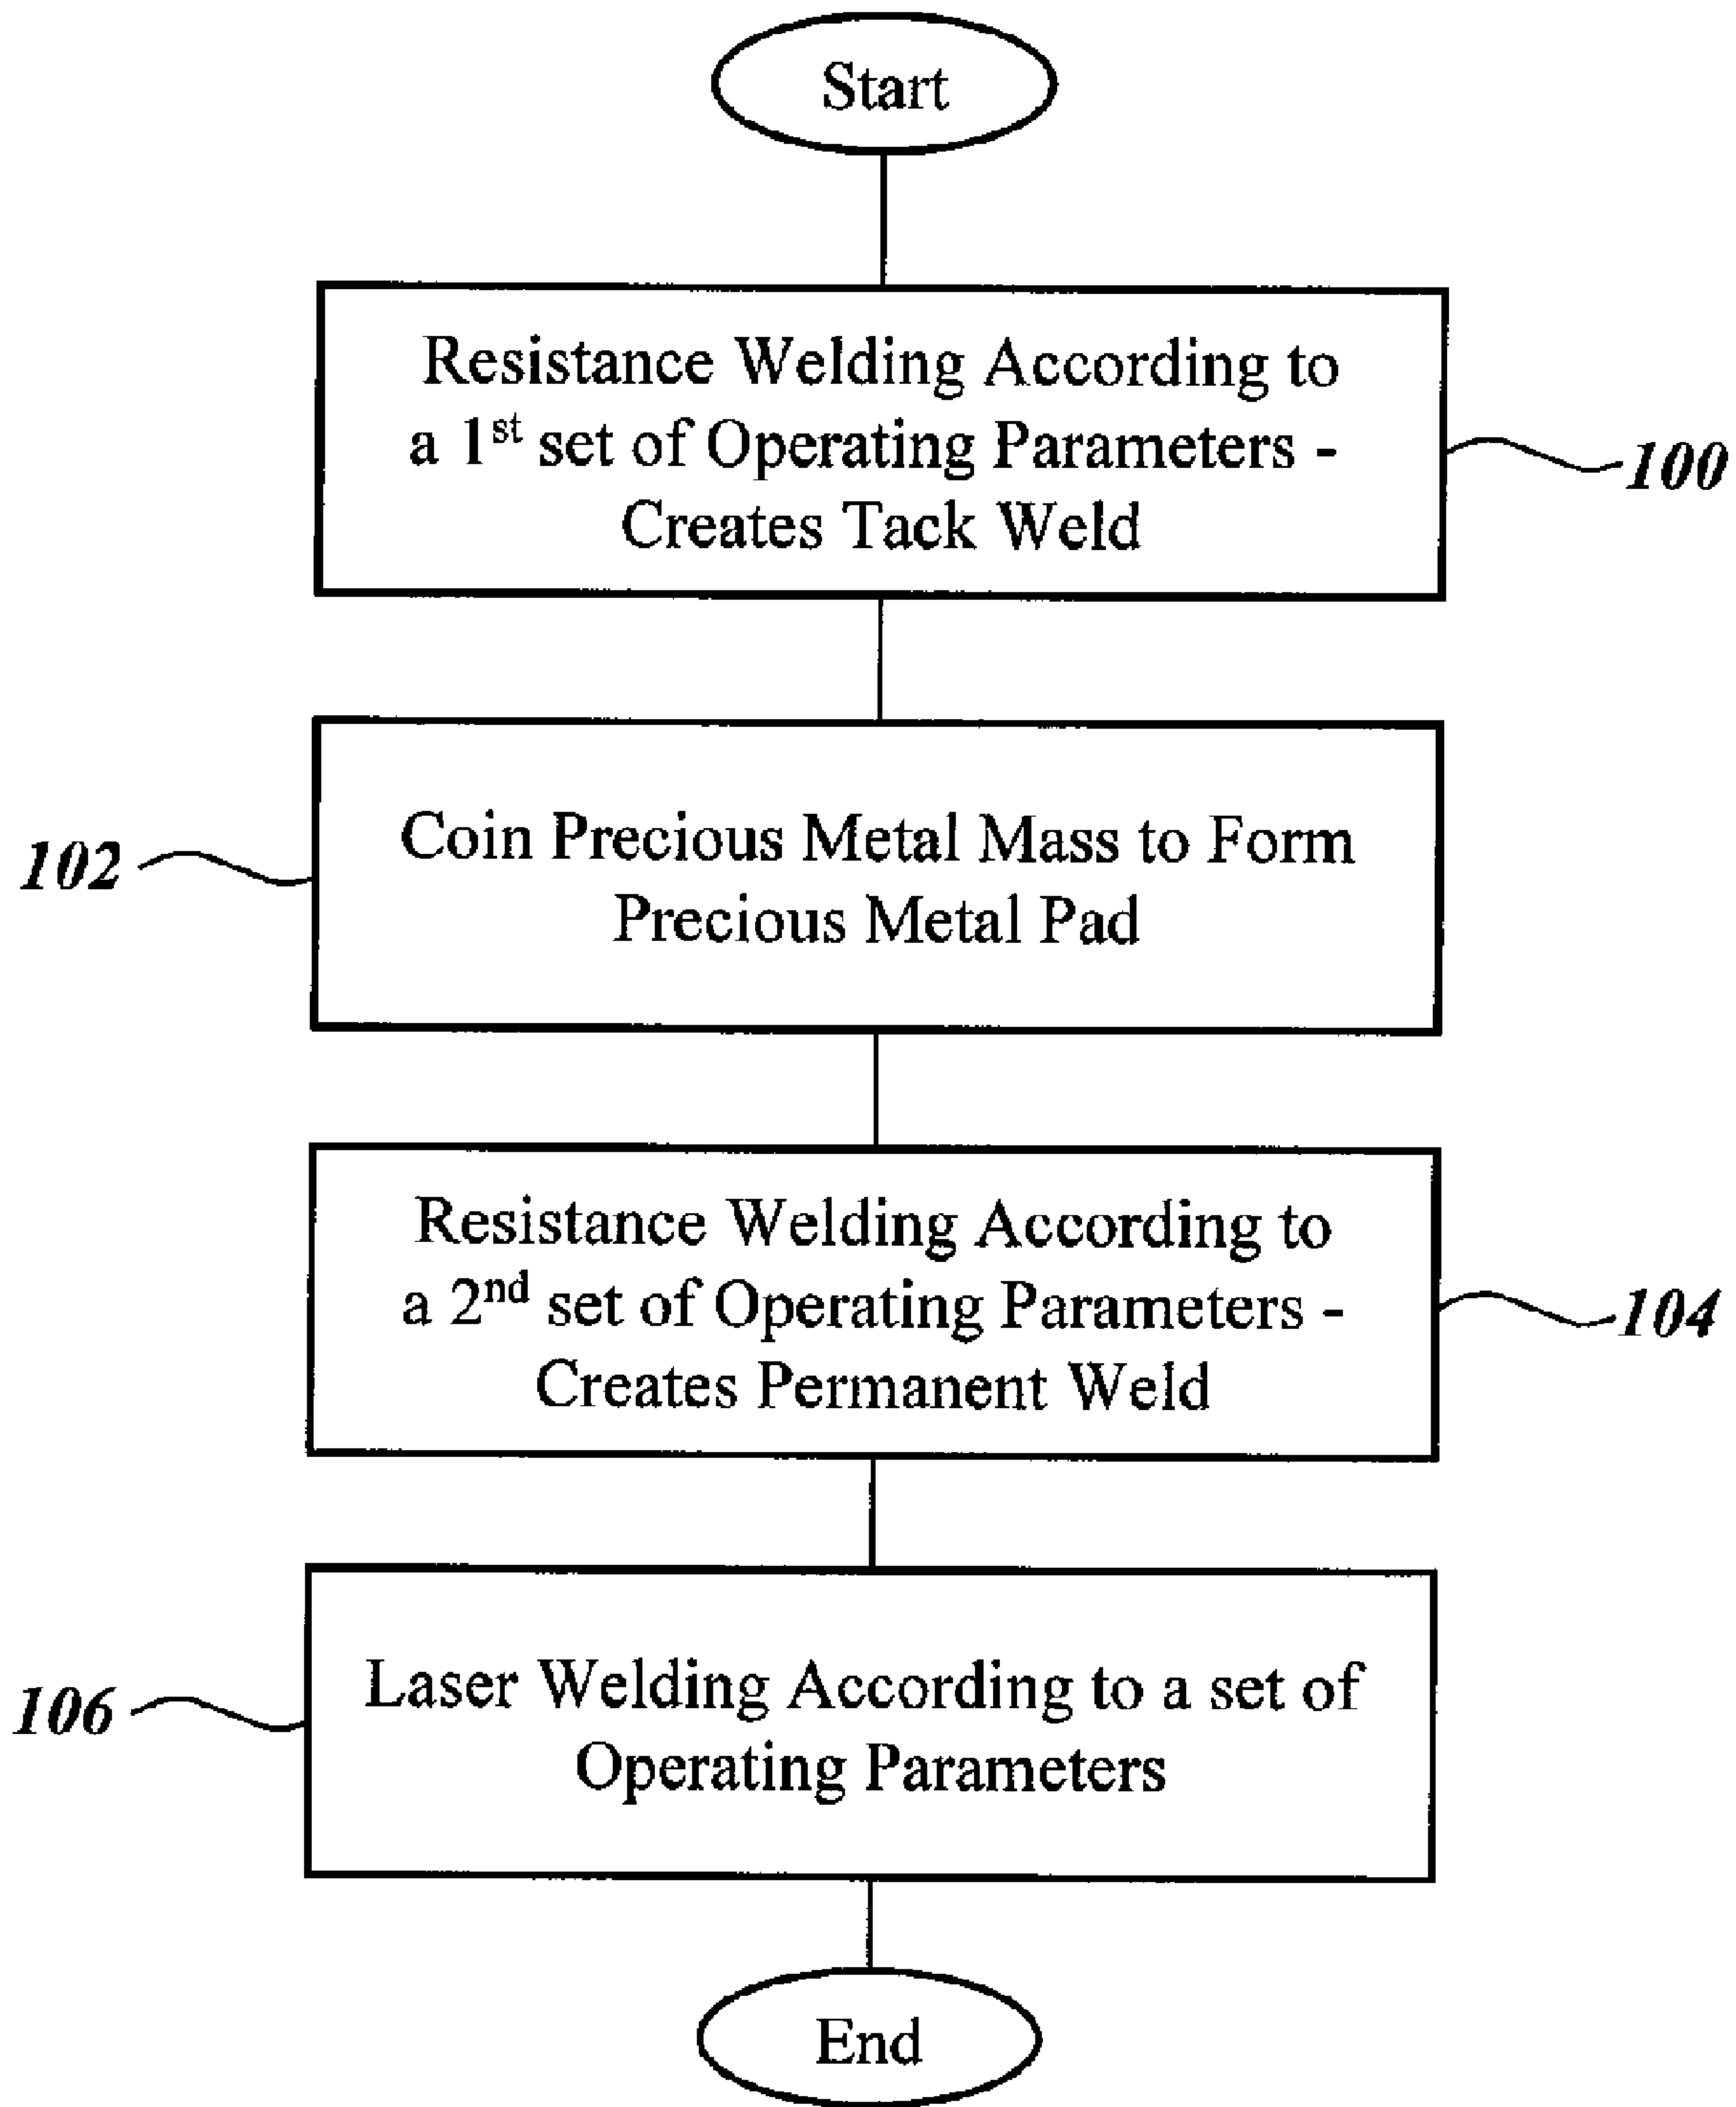 Start
Resistance Welding According to
a 1st set of Operating Parameters -
Creates Tack Weld
100
Coin Precious Metal Mass to Form
Precious Metal Pad
102
Resistance Welding According to
a 2nd set of Operating Parameters -
Creates Permanent Weld
104
Laser Welding According to a set of
Operating Parameters
106
End